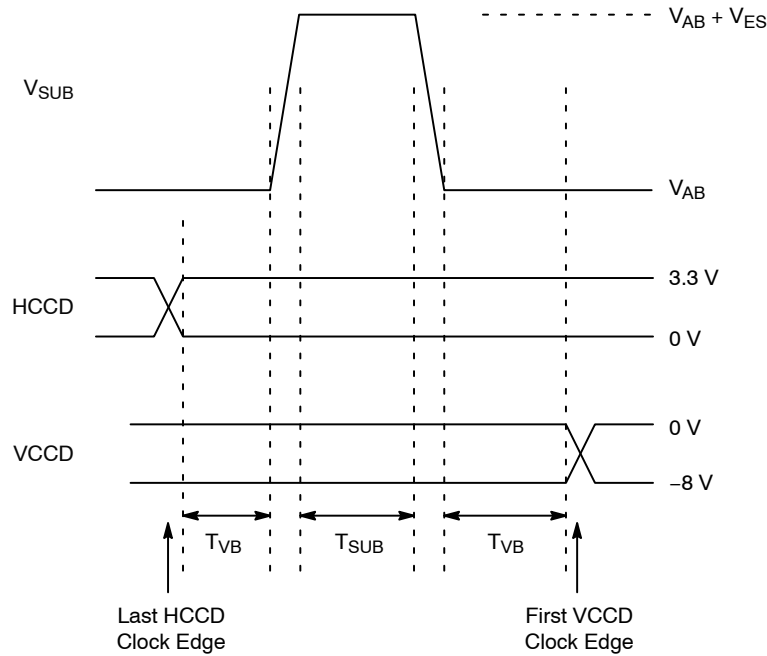 V_AB + V_ES
V_SUB
V_AB
3.3 V
HCCD
0 V
0 V
VCCD
−8 V
T_VB
T_SUB
T_VB
Last HCCD
Clock Edge
First VCCD
Clock Edge